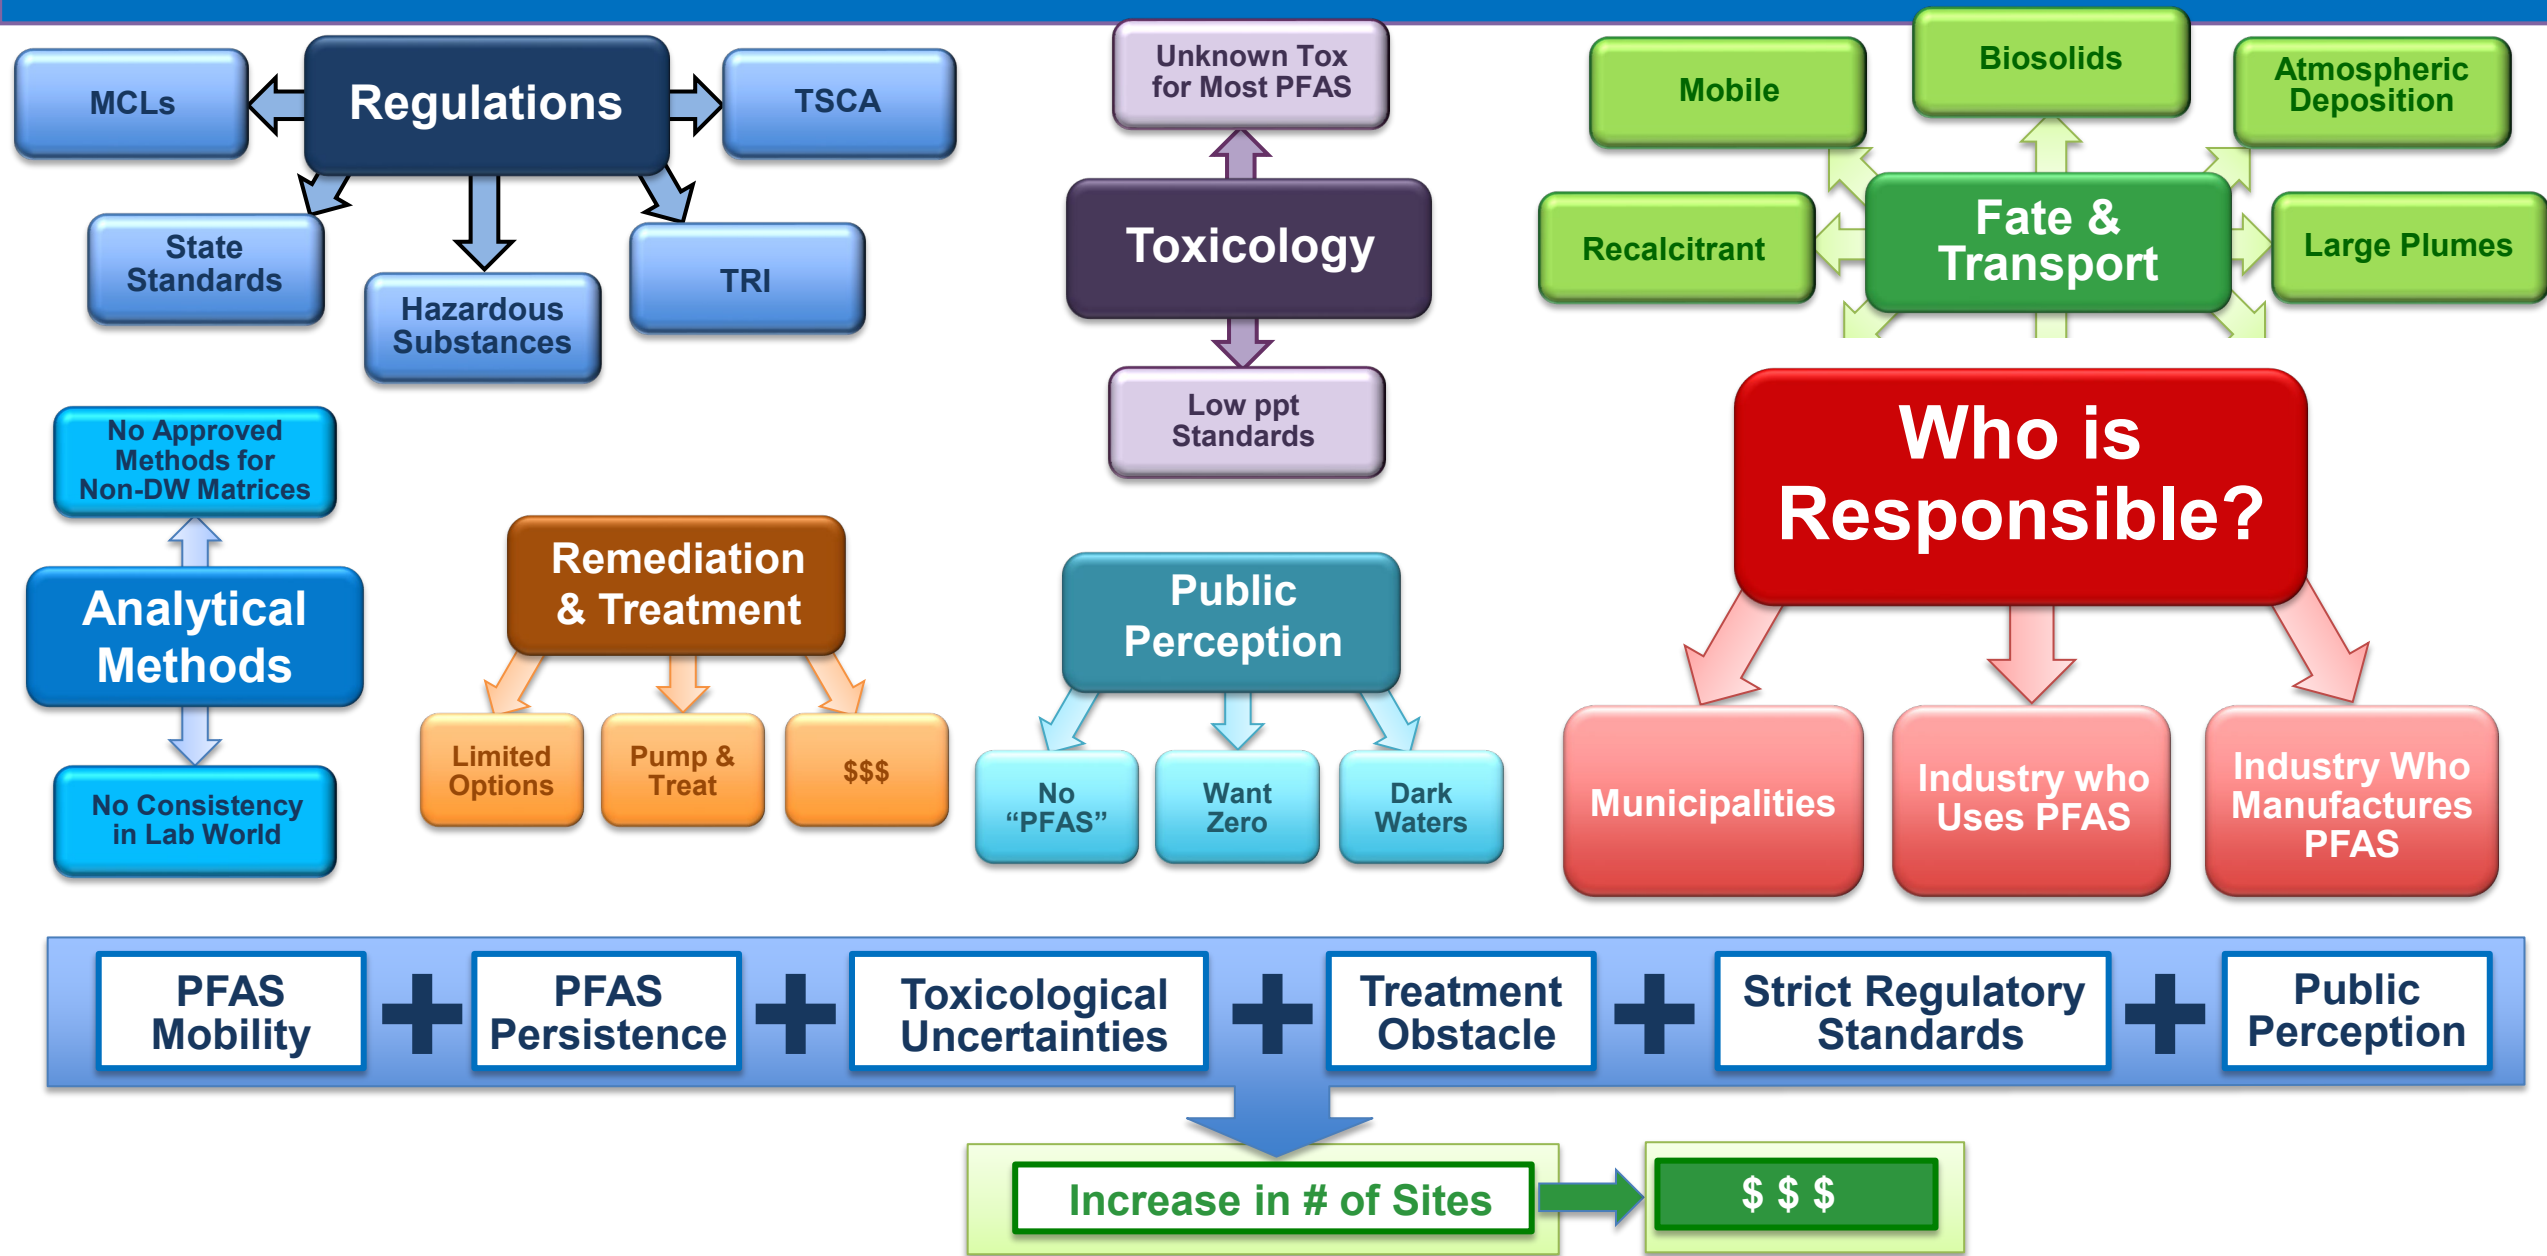 Regulations
MCLs
TSCA
State
Standards
Hazardous
Substances
TRI
Unknown Tox
for Most PFAS
Toxicology
Low ppt
Standards
Mobile
Biosolids
Atmospheric
Deposition
Recalcitrant
Fate &
Transport
Large Plumes
No Approved
Methods for
Non-DW Matrices
Analytical
Methods
No Consistency
in Lab World
Remediation
& Treatment
Limited
Options
Pump &
Treat
$$$
Public
Perception
No
“PFAS”
Want
Zero
Dark
Waters
Who is
Responsible?
Municipalities
Industry who
Uses PFAS
Industry Who
Manufactures
PFAS
PFAS
Mobility
PFAS
Persistence
Toxicological
Uncertainties
Treatment
Obstacle
Strict Regulatory
Standards
Public
Perception
Increase in # of Sites
$ $ $